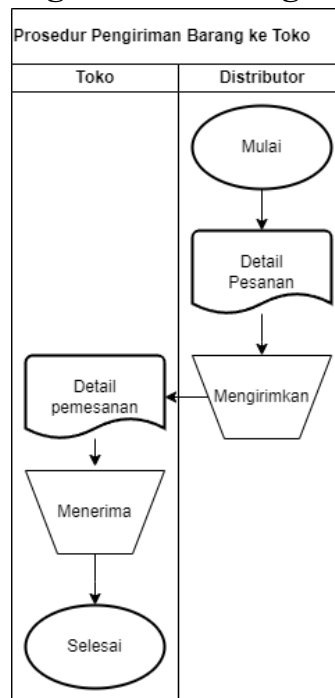 Prosedur Pengiriman Barang ke Toko
Toko
Distributor
Mulai
Detail
Pesanan
Mengirimkan
Detail
pemesanan
Menerima
Selesai